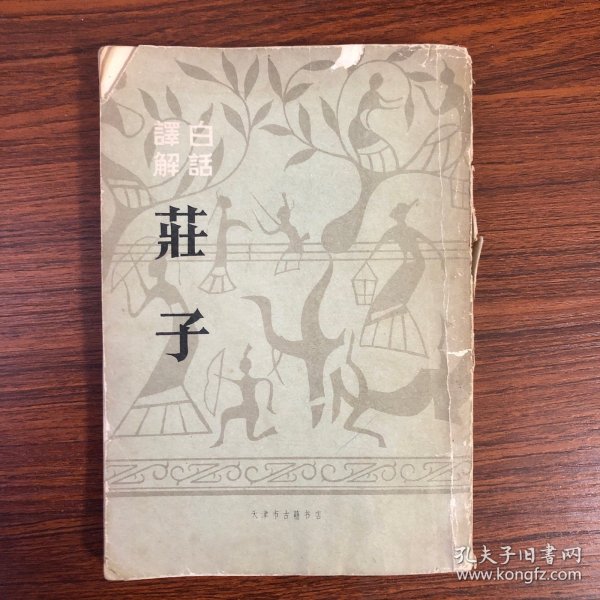 白話
譯解
莊子
天津市古籍书店
孔夫子旧书网
www.kongfz.com